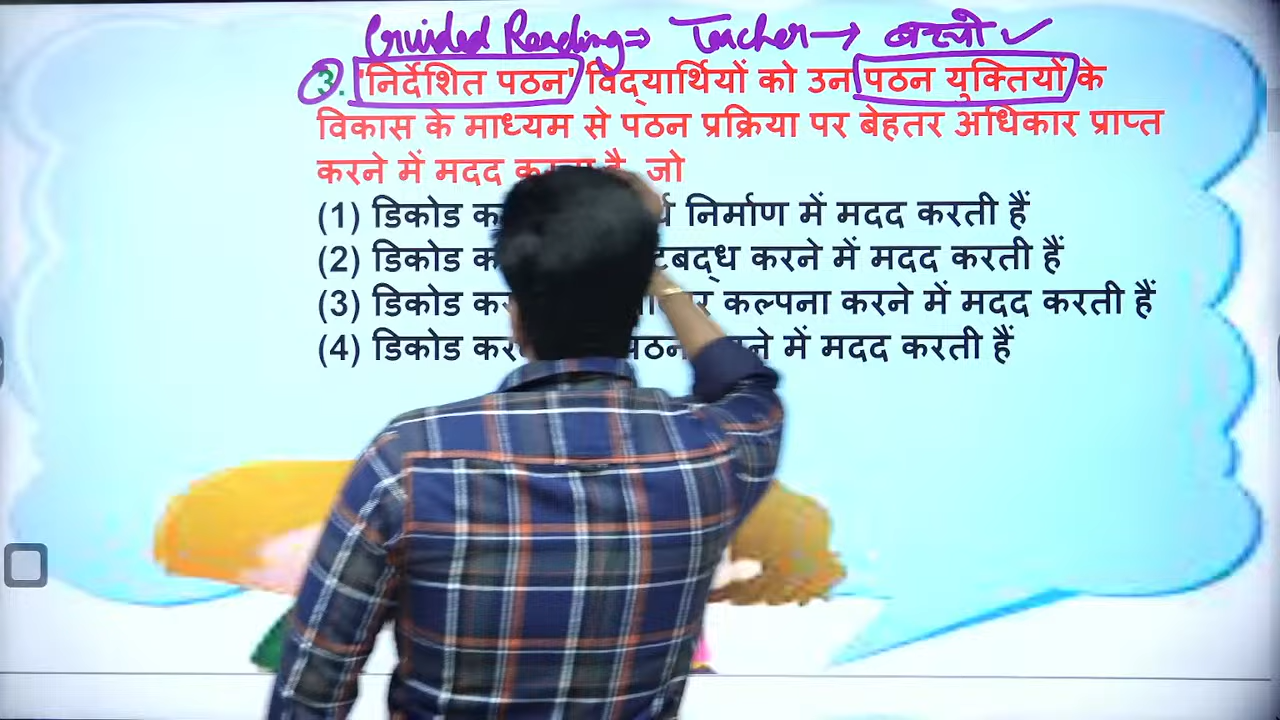 Guided Reading ⇒ Teacher → बच्चो ✓
3. 'निर्देशित पठन' विद्यार्थियों को उन पठन युक्तियों के
विकास के माध्यम से पठन प्रक्रिया पर बेहतर अधिकार प्राप्त
करने में मदद जो
(1) डिकोड निर्माण में मदद करती हैं
(2) डिकोड करने में मदद करती हैं
(3) डिकोड कल्पना करने में मदद करती हैं
(4) डिकोड में मदद करती हैं